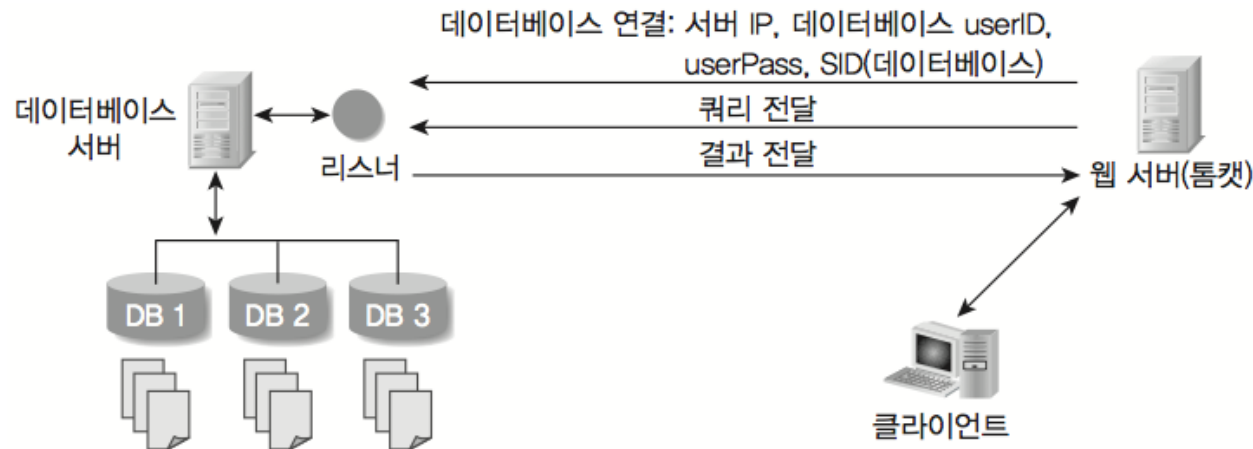 데이터베이스 연결: 서버 IP, 데이터베이스 userID,
userPass, SID(데이터베이스)
쿼리 전달
결과 전달
데이터베이스
서버
리스너
웹 서버(톰캣)
DB 1
DB 2
DB 3
클라이언트